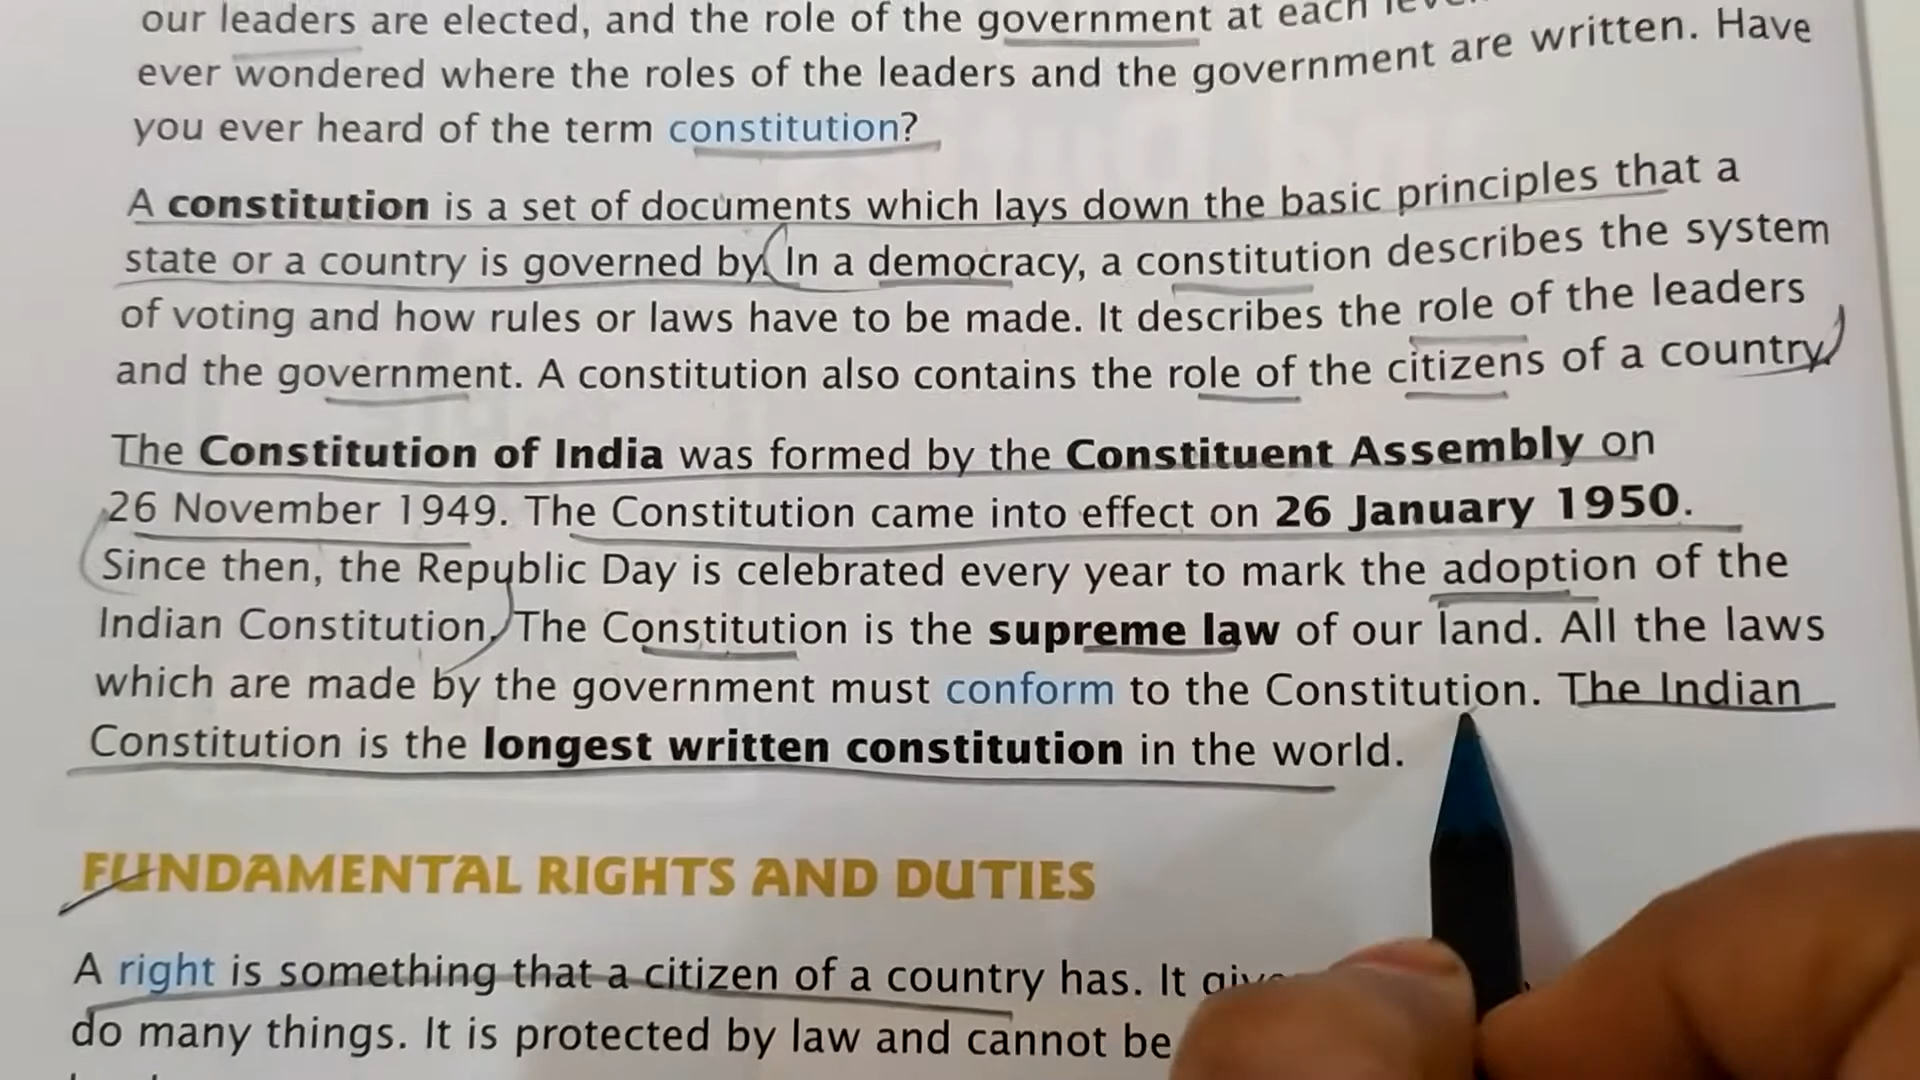 our leaders are elected, and the role of the government at each
ever wondered where the roles of the leaders and the government are written. Have
you ever heard of the term constitution?
A constitution is a set of documents which lays down the basic principles that a
state or a country is governed by. In a democracy, a constitution describes the system
of voting and how rules or laws have to be made. It describes the role of the leaders
and the government. A constitution also contains the role of the citizens of a country.
The Constitution of India was formed by the Constituent Assembly on
26 November 1949. The Constitution came into effect on 26 January 1950.
Since then, the Republic Day is celebrated every year to mark the adoption of the
Indian Constitution. The Constitution is the supreme law of our land. All the laws
which are made by the government must conform to the Constitution. The Indian
Constitution is the longest written constitution in the world.
FUNDAMENTAL RIGHTS AND DUTIES
A right is something that a citizen of a country has. It
do many things. It is protected by law and cannot be